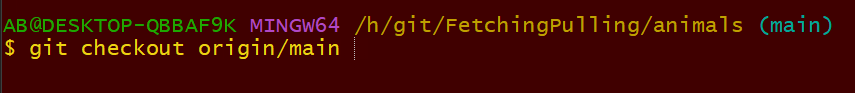 AB@DESKTOP-QBBAF9K MINGW64 /h/git/FetchingPulling/animals (main)
$ git checkout origin/main